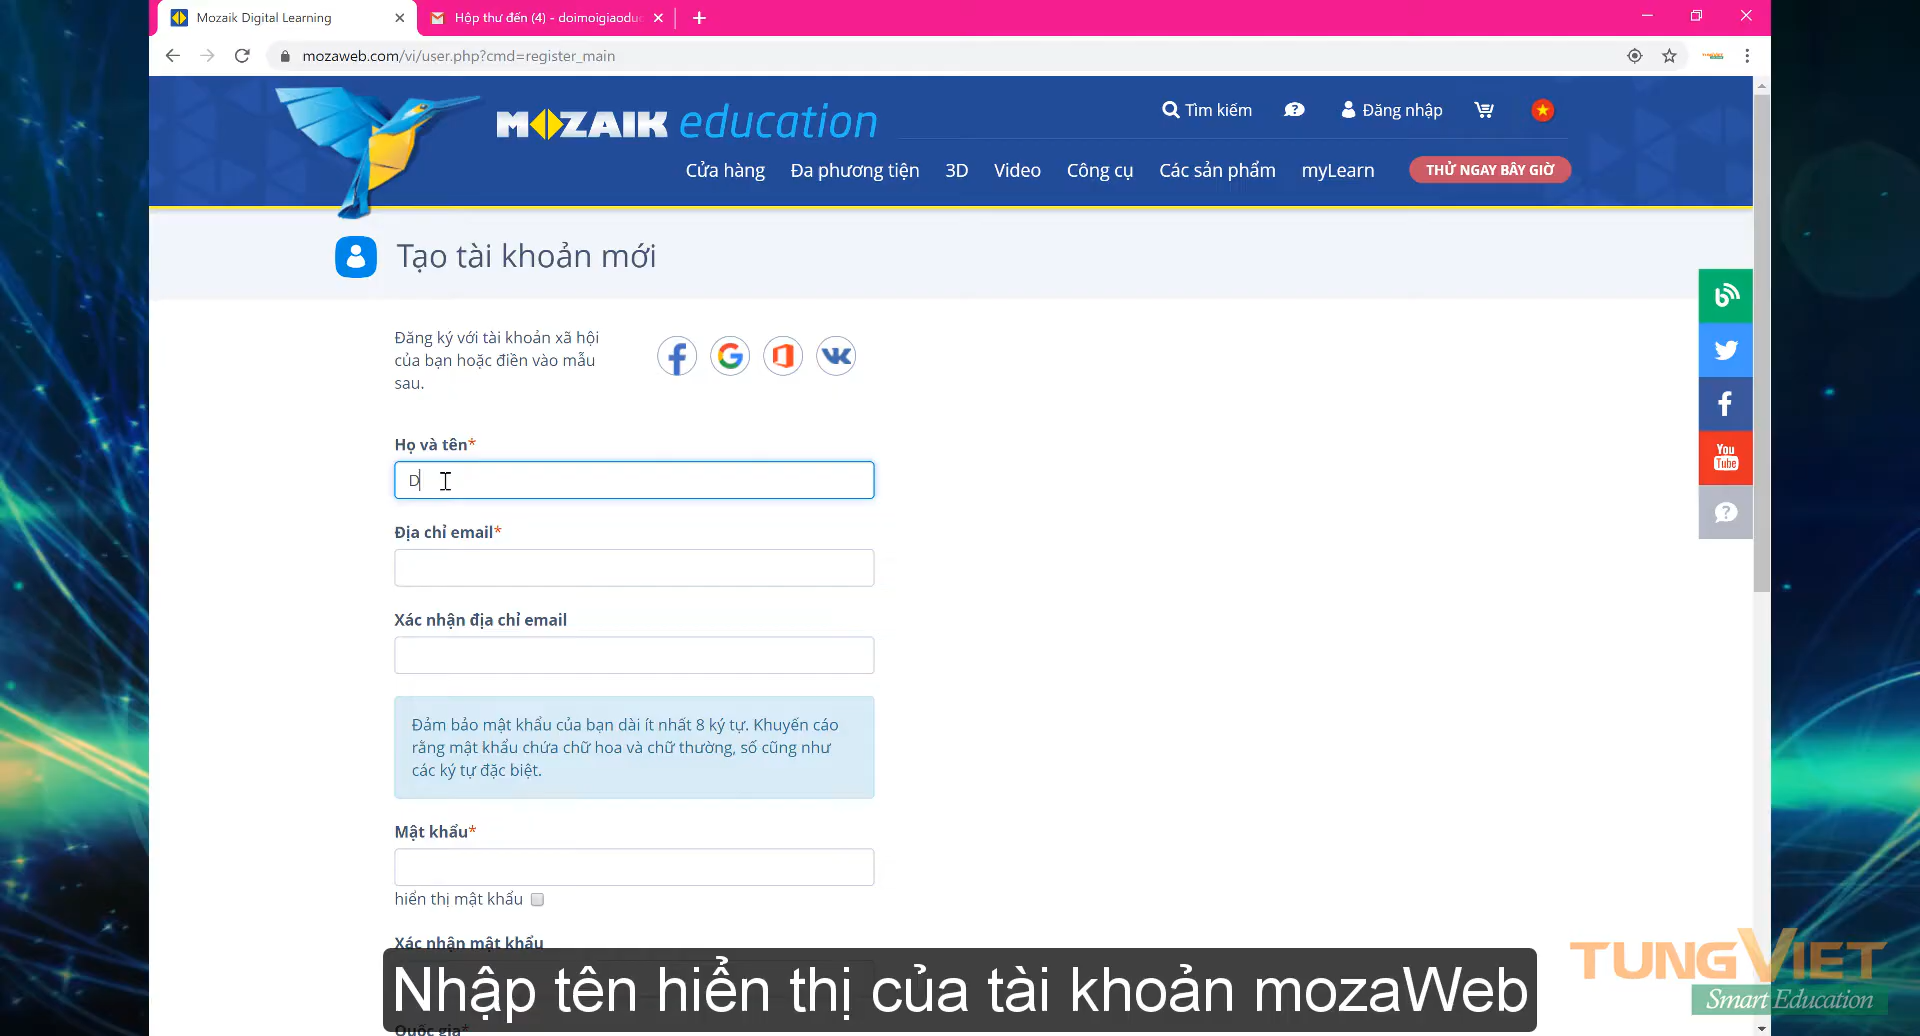 Mozaik Digital Learning
Hộp thư đến (4) - doimoigiaodu
mozaweb.com/vi/user.php?cmd=register_main
MOZAIK education
Tìm kiếm
Đăng nhập
Cửa hàng Đa phương tiện 3D Video Công cụ Các sản phẩm myLearn THỬ NGAY BÂY GIỜ
Tạo tài khoản mới
Đăng ký với tài khoản xã hội
của bạn hoặc điền vào mẫu
sau.
Họ và tên*
D
Địa chỉ email*
Xác nhận địa chỉ email
Đảm bảo mật khẩu của bạn dài ít nhất 8 ký tự. Khuyến cáo
rằng mật khẩu chứa chữ hoa và chữ thường, số cũng như
các ký tự đặc biệt.
Mật khẩu*
hiển thị mật khẩu
Xác nhận mật khẩu
Quốc gia*
You
Tube
Nhập tên hiển thị của tài khoản mozaWeb
TUNGVIET
Smart Education